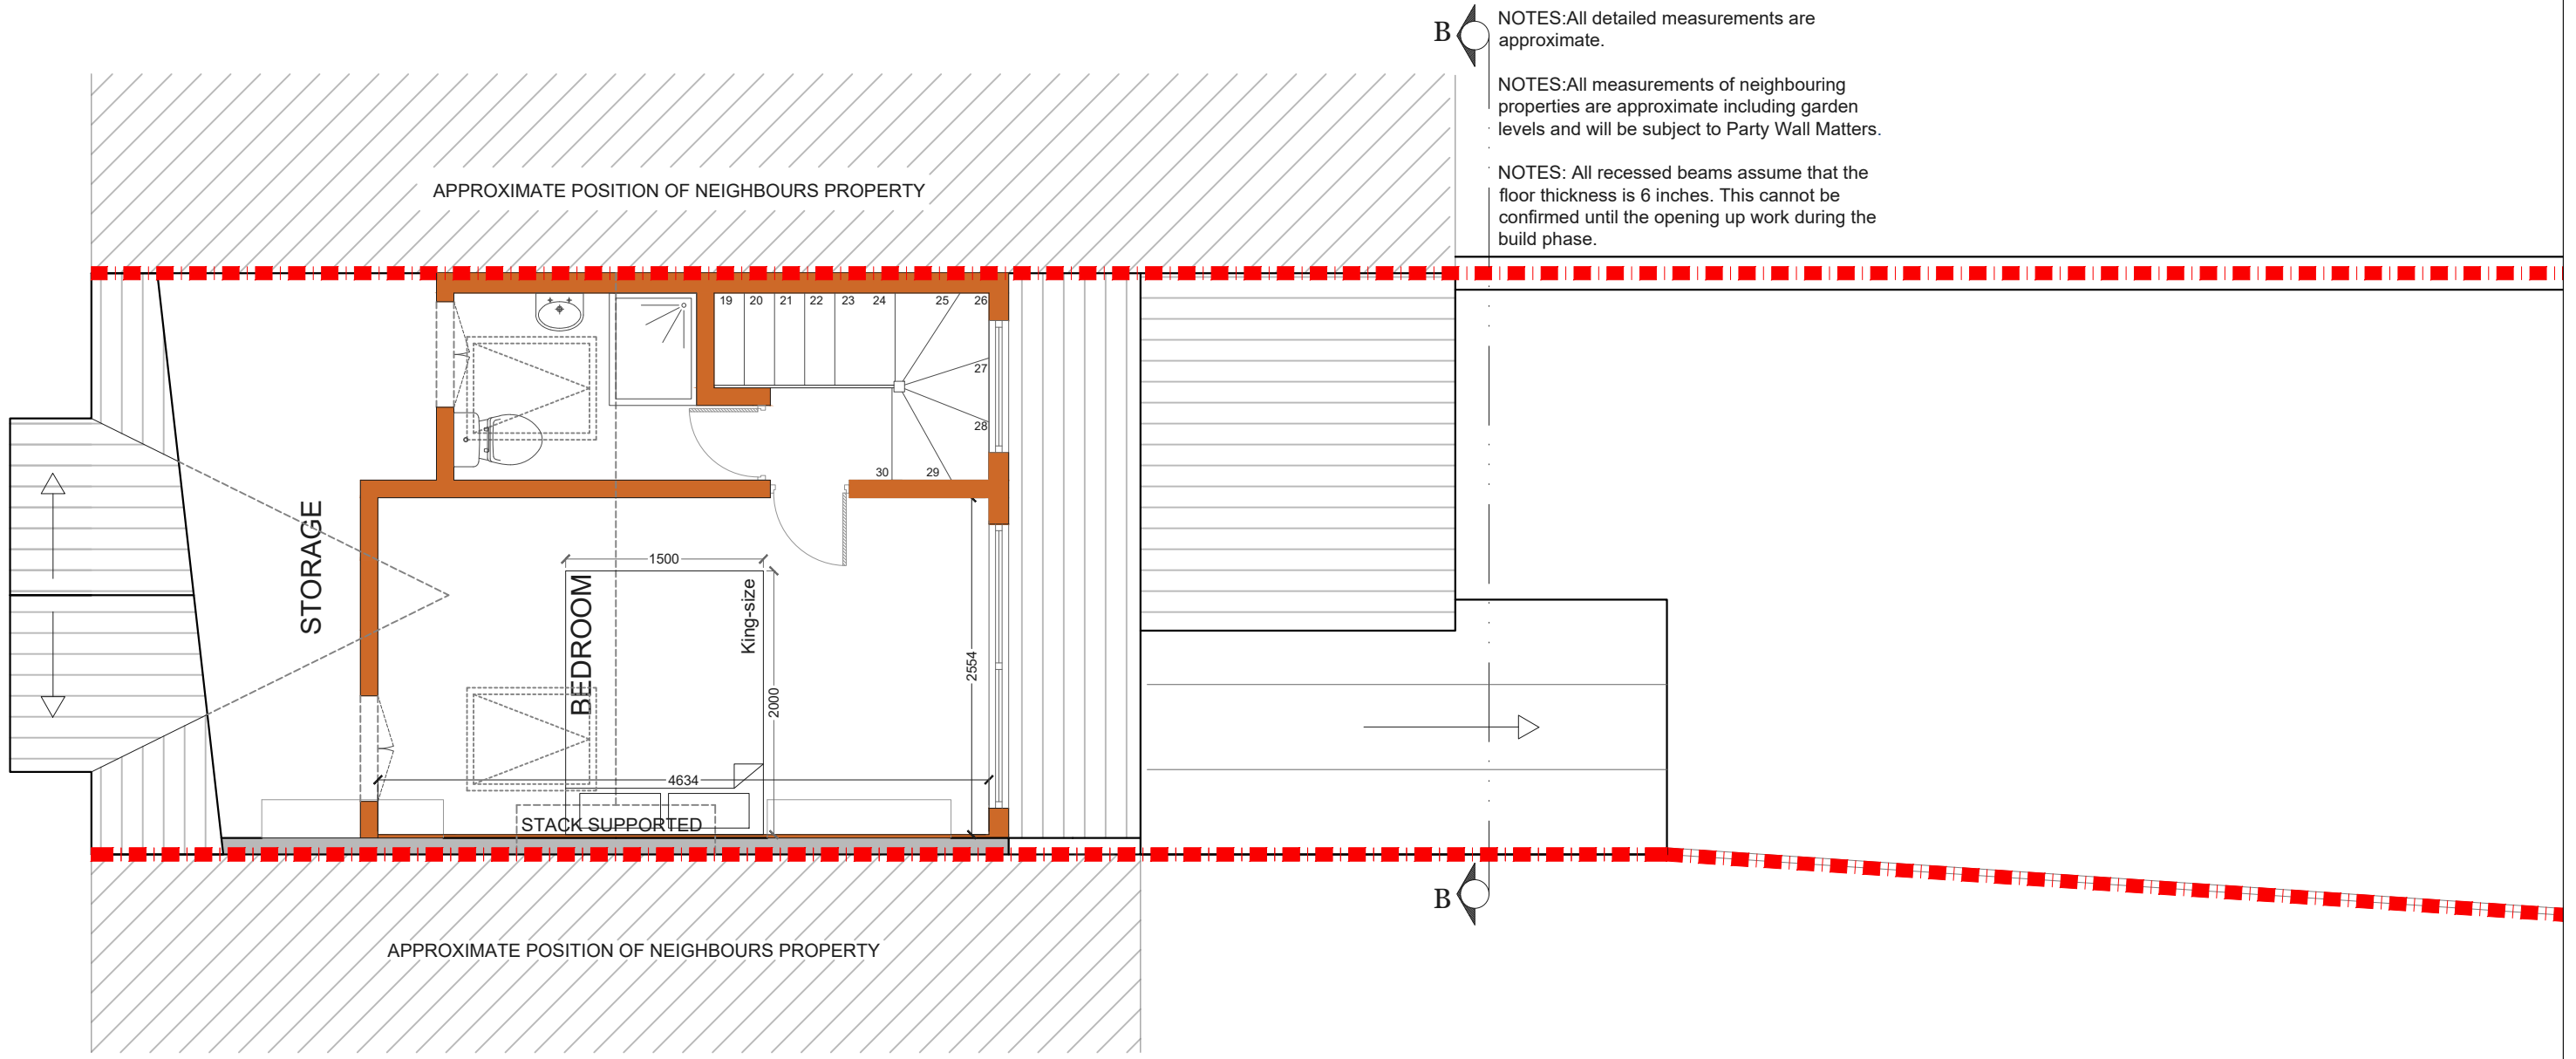 B
NOTES:All detailed measurements are
approximate.
NOTES:All measurements of neighbouring
properties are approximate including garden
levels and will be subject to Party Wall Matters.
NOTES: All recessed beams assume that the
floor thickness is 6 inches. This cannot be
confirmed until the opening up work during the
build phase.
APPROXIMATE POSITION OF NEIGHBOURS PROPERTY
19 20 21 22 23 24 25 26
27
28
30 29
STORAGE
BEDROOM
1500
King-size
2000
2554
4634
STACK SUPPORTED
B
APPROXIMATE POSITION OF NEIGHBOURS PROPERTY